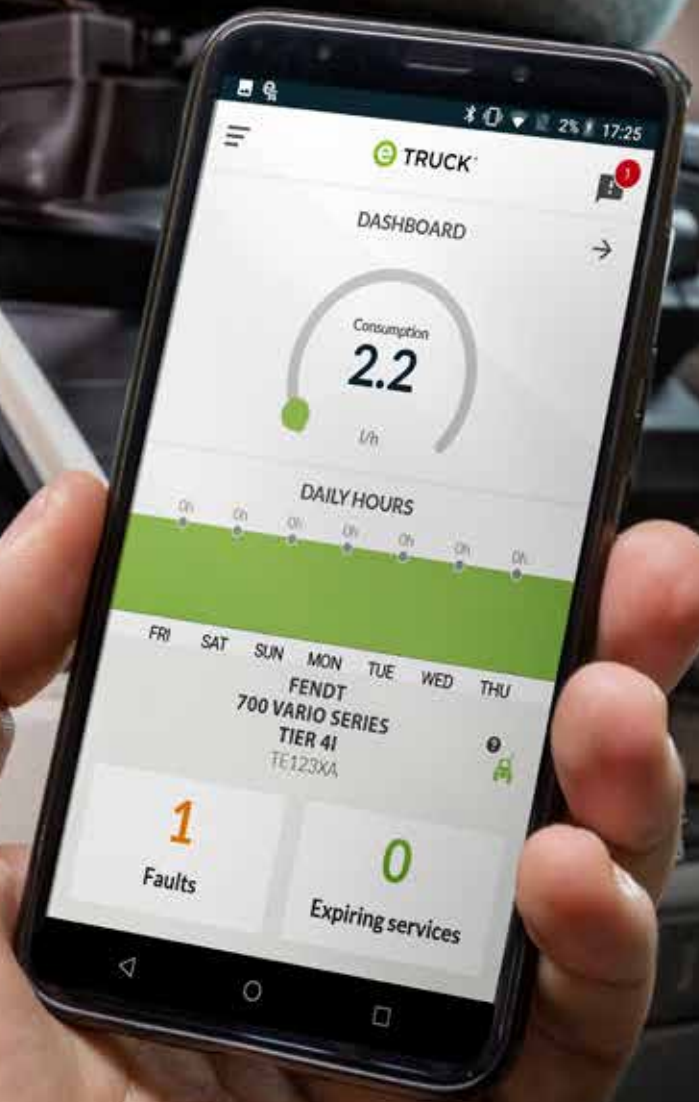 2% 17:25
e TRUCK
1
DASHBOARD
Consumption
2.2
l/h
DAILY HOURS
0h 0h 0h 0h 0h 0h 0h
FRI SAT SUN MON TUE WED THU
FENDT
700 VARIO SERIES
TIER 4I
TE123XA
1
Faults
0
Expiring services